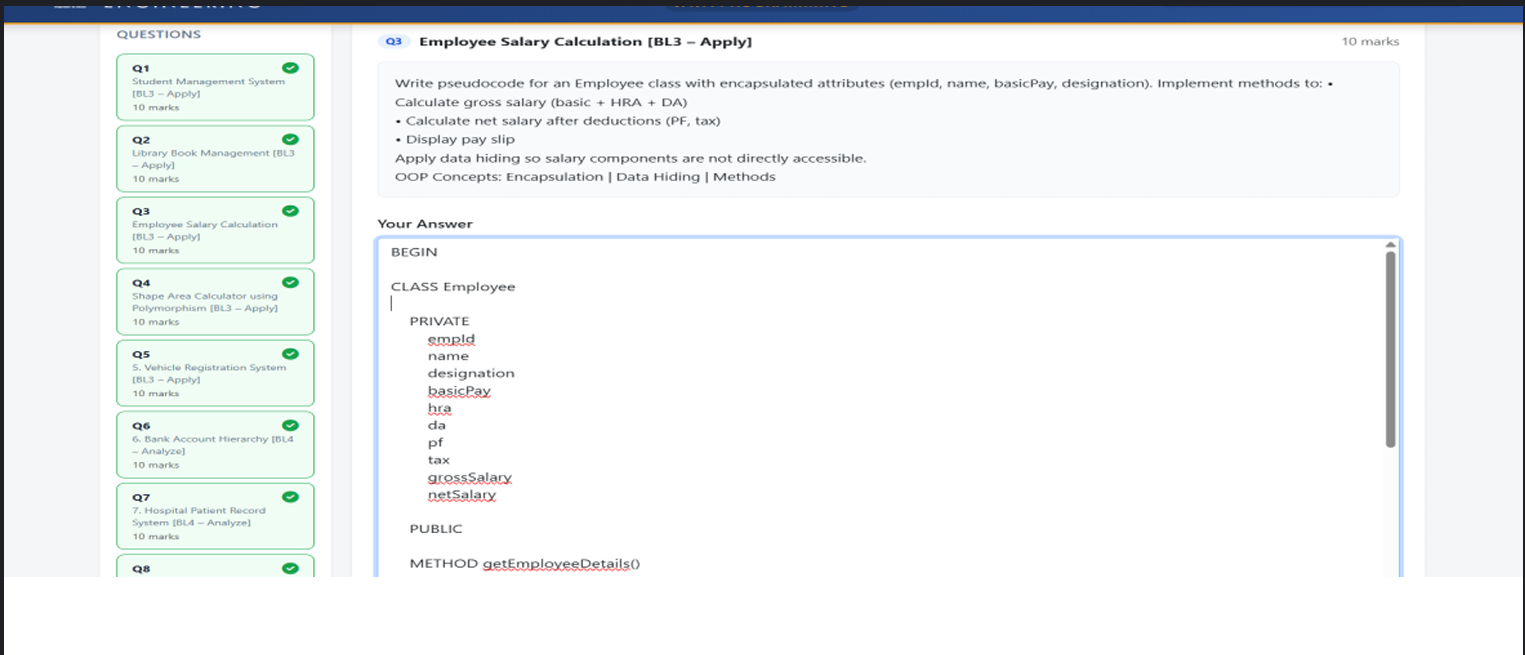 QUESTIONS
Q1
Student Management System
[BL3 – Apply]
10 marks
Q2
Library Book Management [BL3
– Apply]
10 marks
Q3
Employee Salary Calculation
[BL3 – Apply]
10 marks
Q4
Shape Area Calculator using
Polymorphism [BL3 – Apply]
10 marks
Q5
5. Vehicle Registration System
[BL3 – Apply]
10 marks
Q6
6. Bank Account Hierarchy [BL4
– Analyze]
10 marks
Q7
7. Hospital Patient Record
System [BL4 – Analyze]
10 marks
Q8
Q3 Employee Salary Calculation [BL3 – Apply] 10 marks
Write pseudocode for an Employee class with encapsulated attributes (empId, name, basicPay, designation). Implement methods to: •
Calculate gross salary (basic + HRA + DA)
• Calculate net salary after deductions (PF, tax)
• Display pay slip
Apply data hiding so salary components are not directly accessible.
OOP Concepts: Encapsulation | Data Hiding | Methods
Your Answer
BEGIN
CLASS Employee
PRIVATE
empId
name
designation
basicPay
hra
da
pf
tax
grossSalary
netSalary
PUBLIC
METHOD getEmployeeDetails()